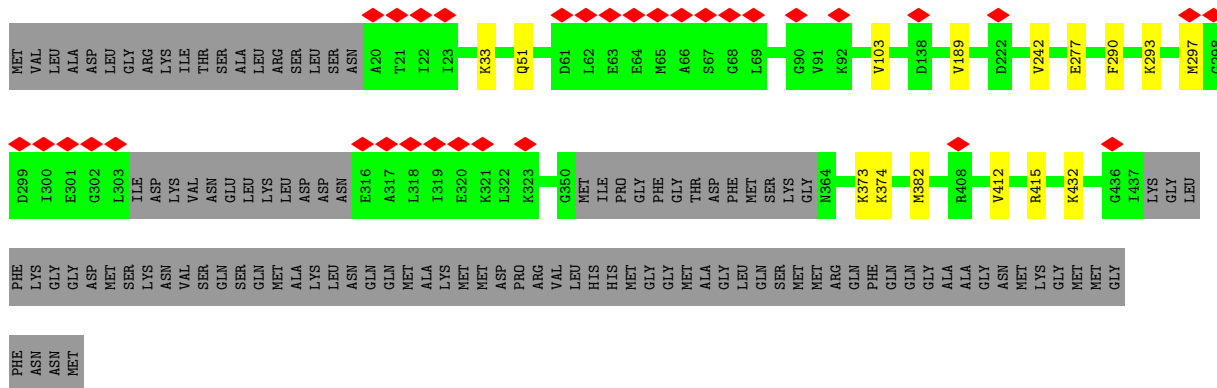 MET VAL LEU ALA ASP LEU GLY ARG LYS ILE THR SER ALA LEU ARG SER LEU SER ASN A20 T21 I22 I23 K33 Q51 D61 L62 E63 E64 M65 A66 S67 G68 L69 G90 V91 K92 V103 D138 V189 D222 V242 E277 F290 K293 M297 G298
D299 I300 E301 G302 L303 ILE ASP LYS VAL ASN GLU LEU LYS LEU ASP ASP ASN E316 A317 L318 I319 E320 K321 L322 K323 G350 MET ILE PRO GLY PHE GLY THR ASP PHE MET SER LYS GLY N364 K373 K374 M382 R408 V412 R415 K432 G436 I437 LYS GLY LEU
PHE LYS GLY GLY ASP MET SER LYS ASN VAL SER GLN SER GLN MET ALA LYS LEU ASN GLN GLN MET ALA LYS MET MET ASP PRO ARG VAL LEU HIS HIS MET GLY GLY MET ALA GLY LEU GLN SER MET MET ARG GLN PHE GLN GLN GLY ALA ALA GLY ASN MET LYS GLY MET MET GLY
PHE ASN ASN MET